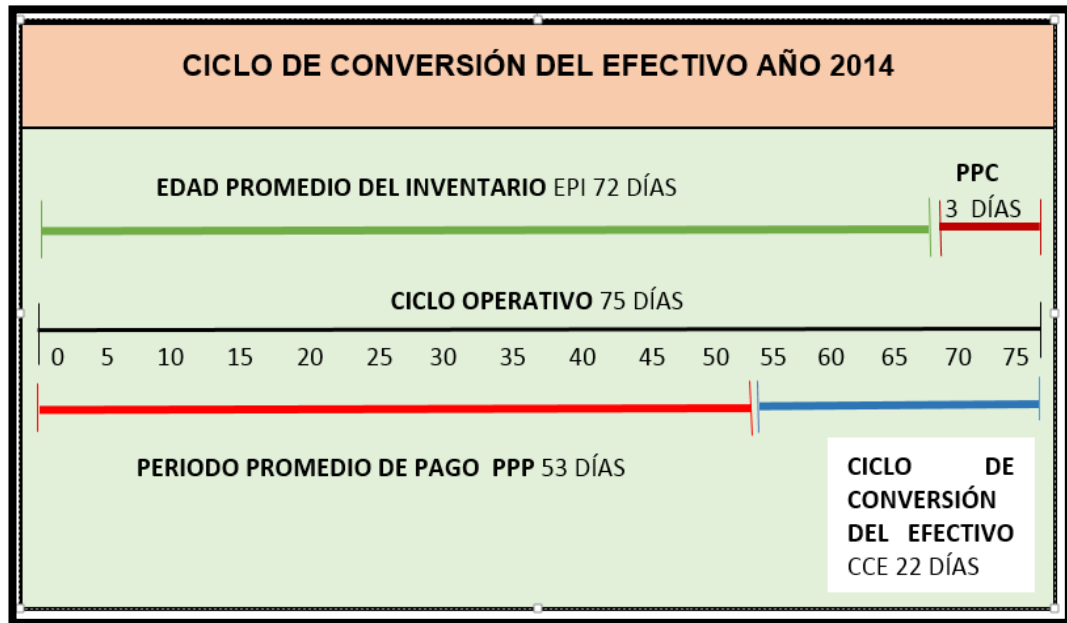 CICLO DE CONVERSIÓN DEL EFECTIVO AÑO 2014
EDAD PROMEDIO DEL INVENTARIO EPI 72 DÍAS
PPC
3 DÍAS
CICLO OPERATIVO 75 DÍAS
0 5 10 15 20 25 30 35 40 45 50 55 60 65 70 75
PERIODO PROMEDIO DE PAGO PPP 53 DÍAS
CICLO DE
CONVERSIÓN
DEL EFECTIVO
CCE 22 DÍAS